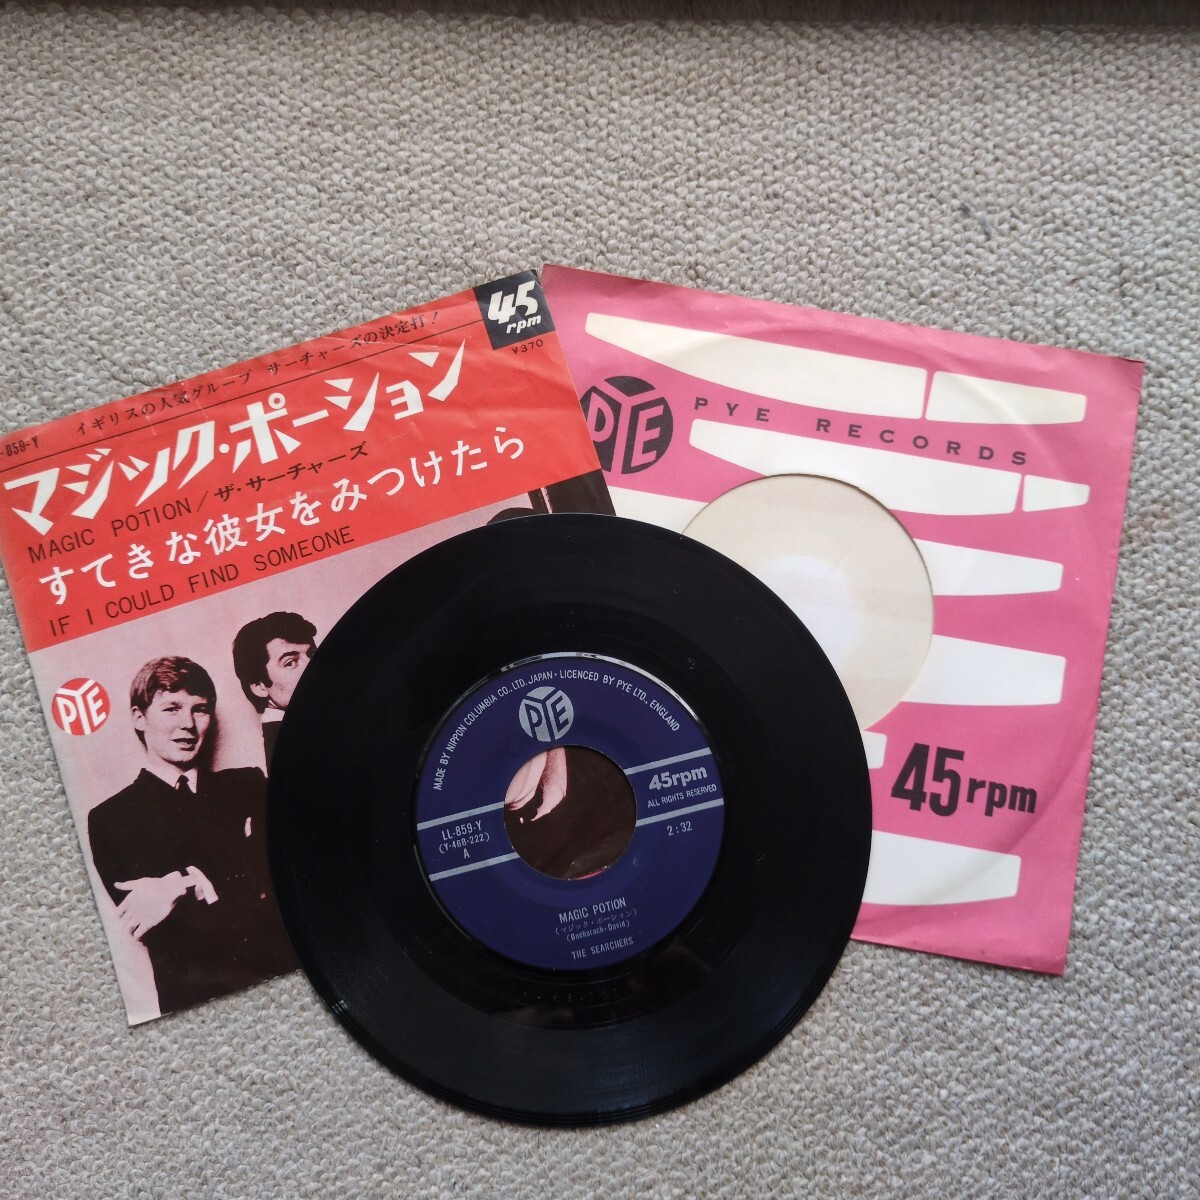 イギリスの人気グループ サーチャーズの決定打!
45
rpm
¥370
-859-Y
マジック・ポーション
MAGIC POTION/ザ・サーチャーズ
すてきな彼女をみつけたら
IF I COULD FIND SOMEONE
PYE
PYE
PYE RECORDS
45rpm
MADE BY NIPPON COLUMBIA CO., LTD. JAPAN・LICENCED BY PYE LTD., ENGLAND
PYE
45rpm
ALL RIGHTS RESERVED
LL-859-Y
(Y-468-222)
A
2:32
MAGIC POTION
(マジック・ポーション)
(Bacharach-David)
THE SEARCHERS